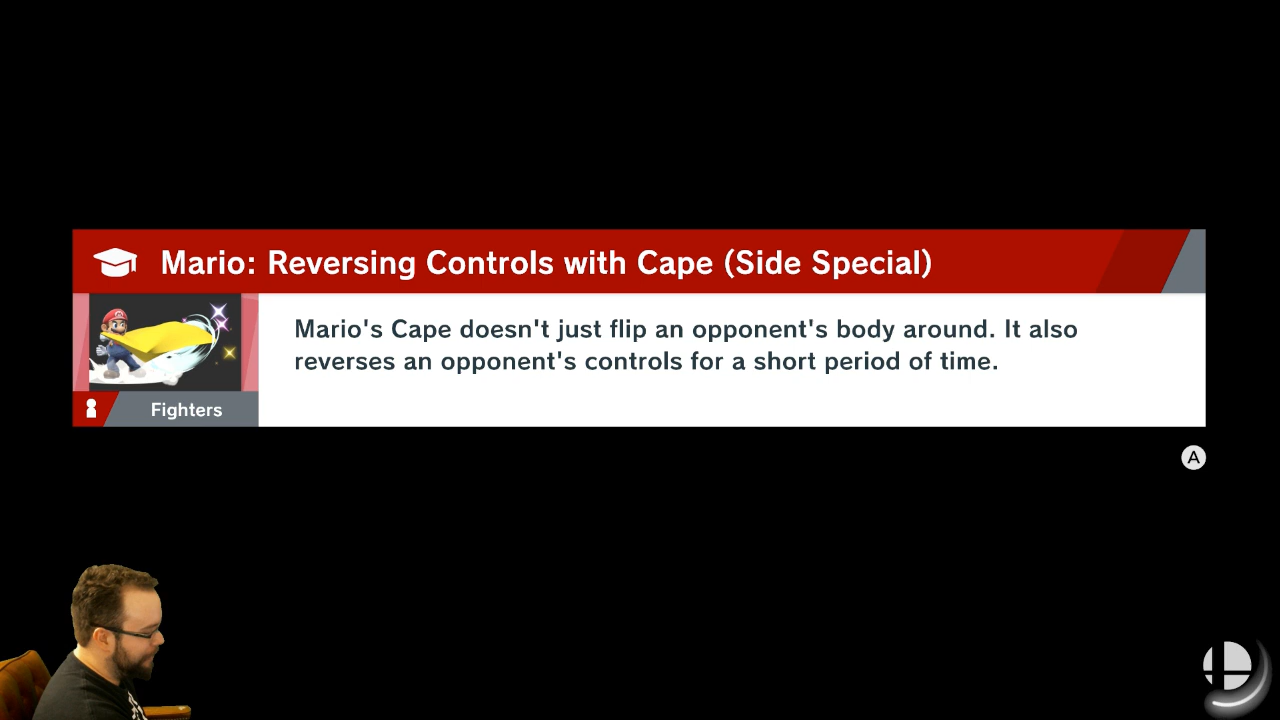 Mario: Reversing Controls with Cape (Side Special)
Mario's Cape doesn't just flip an opponent's body around. It also
reverses an opponent's controls for a short period of time.
Fighters
A